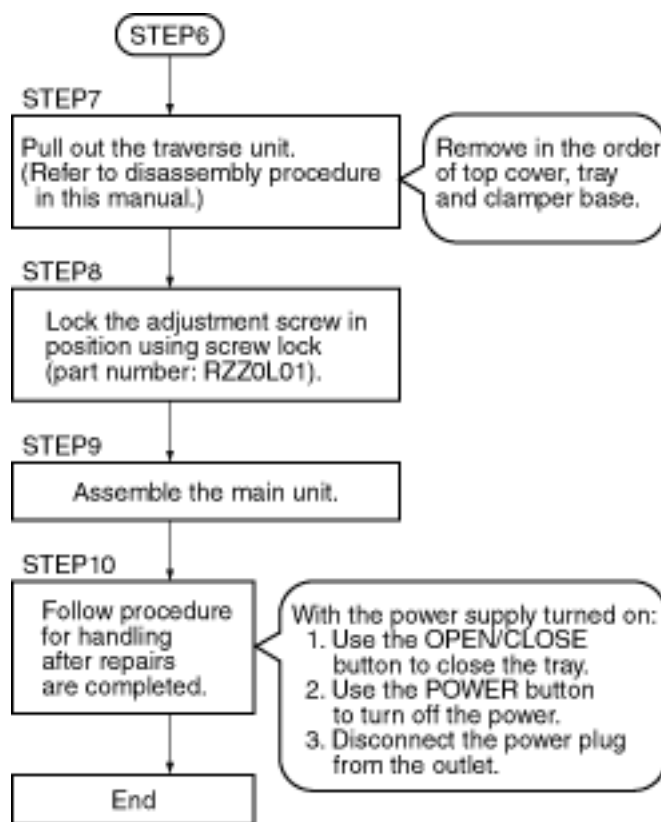 STEP6
STEP7
Pull out the traverse unit.
(Refer to disassembly procedure
in this manual.)
Remove in the order
of top cover, tray
and clamper base.
STEP8
Lock the adjustment screw in
position using screw lock
(part number: RZZ0L01).
STEP9
Assemble the main unit.
STEP10
Follow procedure
for handling
after repairs
are completed.
With the power supply turned on:
1. Use the OPEN/CLOSE
button to close the tray.
2. Use the POWER button
to turn off the power.
3. Disconnect the power plug
from the outlet.
End